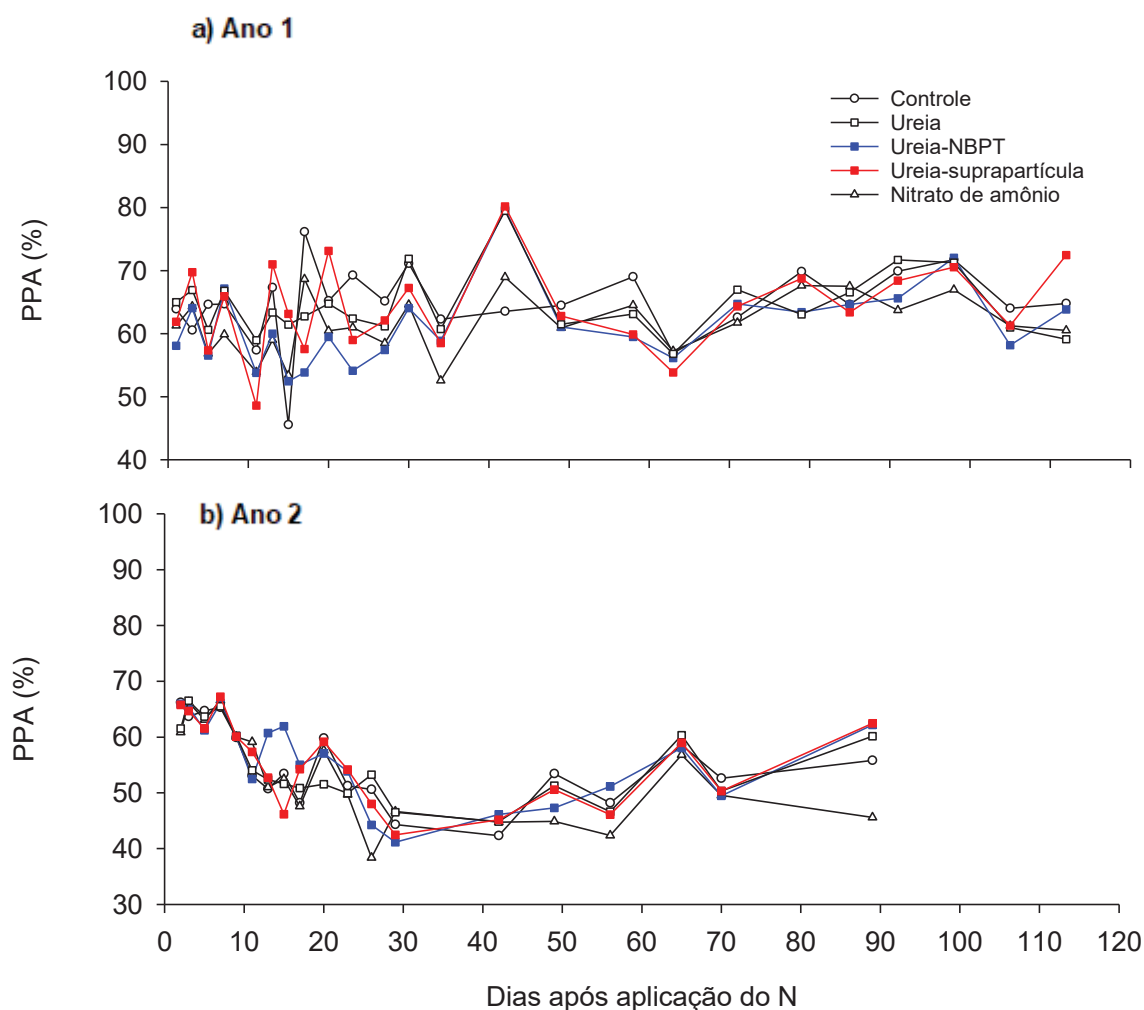 a) Ano 1
100
90
80
70
60
50
40
PPA (%)
Controle
Ureia
Ureia-NBPT
Ureia-suprapartícula
Nitrato de amônio
b) Ano 2
100
90
80
70
60
50
40
30
PPA (%)
0 10 20 30 40 50 60 70 80 90 100 110 120
Dias após aplicação do N